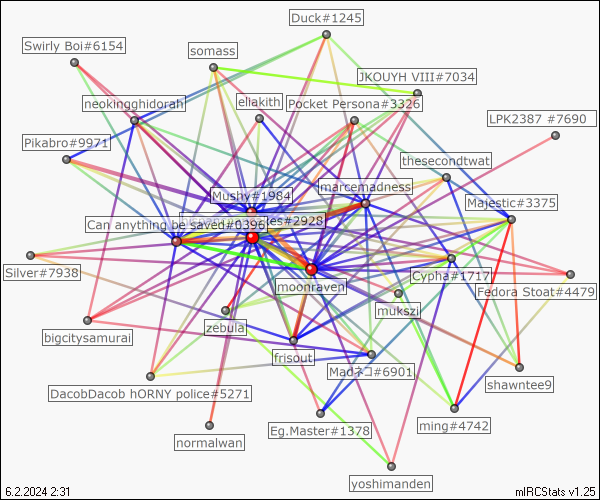 Duck#1245
Swirly Boi#6154
somass
JKOUYH VIII#7034
neokingghidorah
eliakith
Pocket Persona#3326
LPK2387 #7690
Pikabro#9971
thesecondtwat
Mushy#1984
marcemadness
Majestic#3375
Can anything be saved#0396
tes#2928
Silver#7938
moonraven
Cypha#1717
Fedora Stoat#4479
mukszi
zebula
bigcitysamurai
frisout
Madネコ#6901
shawntee9
DacobDacob hORNY police#5271
ming#4742
Eg.Master#1378
normalwan
yoshimanden
6.2.2024 2:31
mIRCStats v1.25